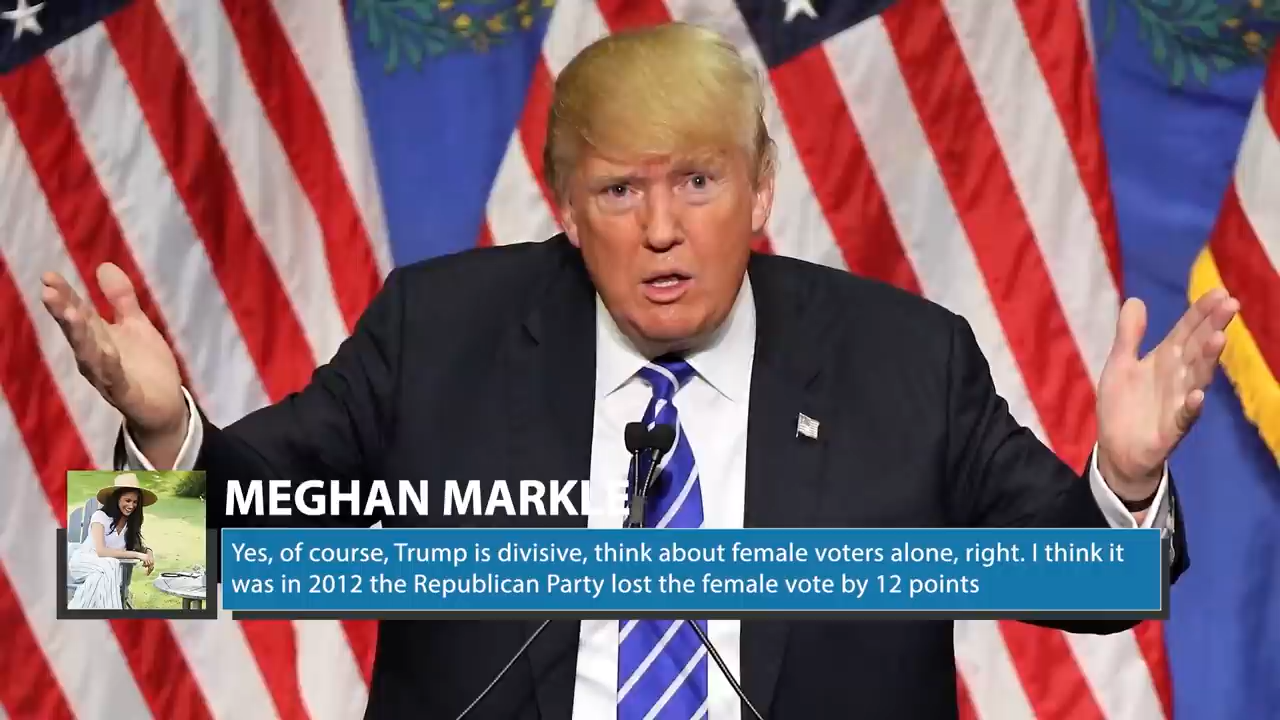 MEGHAN MARKLE
Yes, of course, Trump is divisive, think about female voters alone, right. I think it
was in 2012 the Republican Party lost the female vote by 12 points